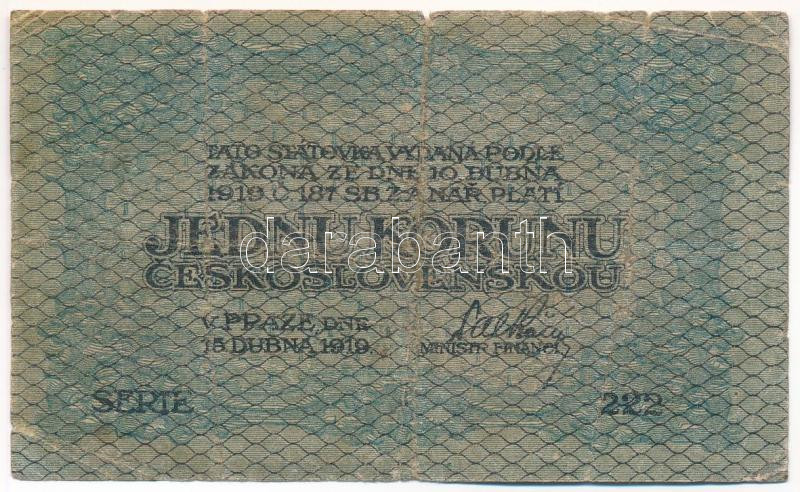 TATO STÁTOVKA VYDANÁ PODLE
ZÁKONA ZE DNE 10. DUBNA
1919 Č. 187 SB. Z. A NAŘ. PLATÍ
JEDNU KORUNU
ČESKOSLOVENSKOU
darabanth
V PRAZE, DNE
15. DUBNA 1919.
MINISTR FINANCÍ
SERIE 222